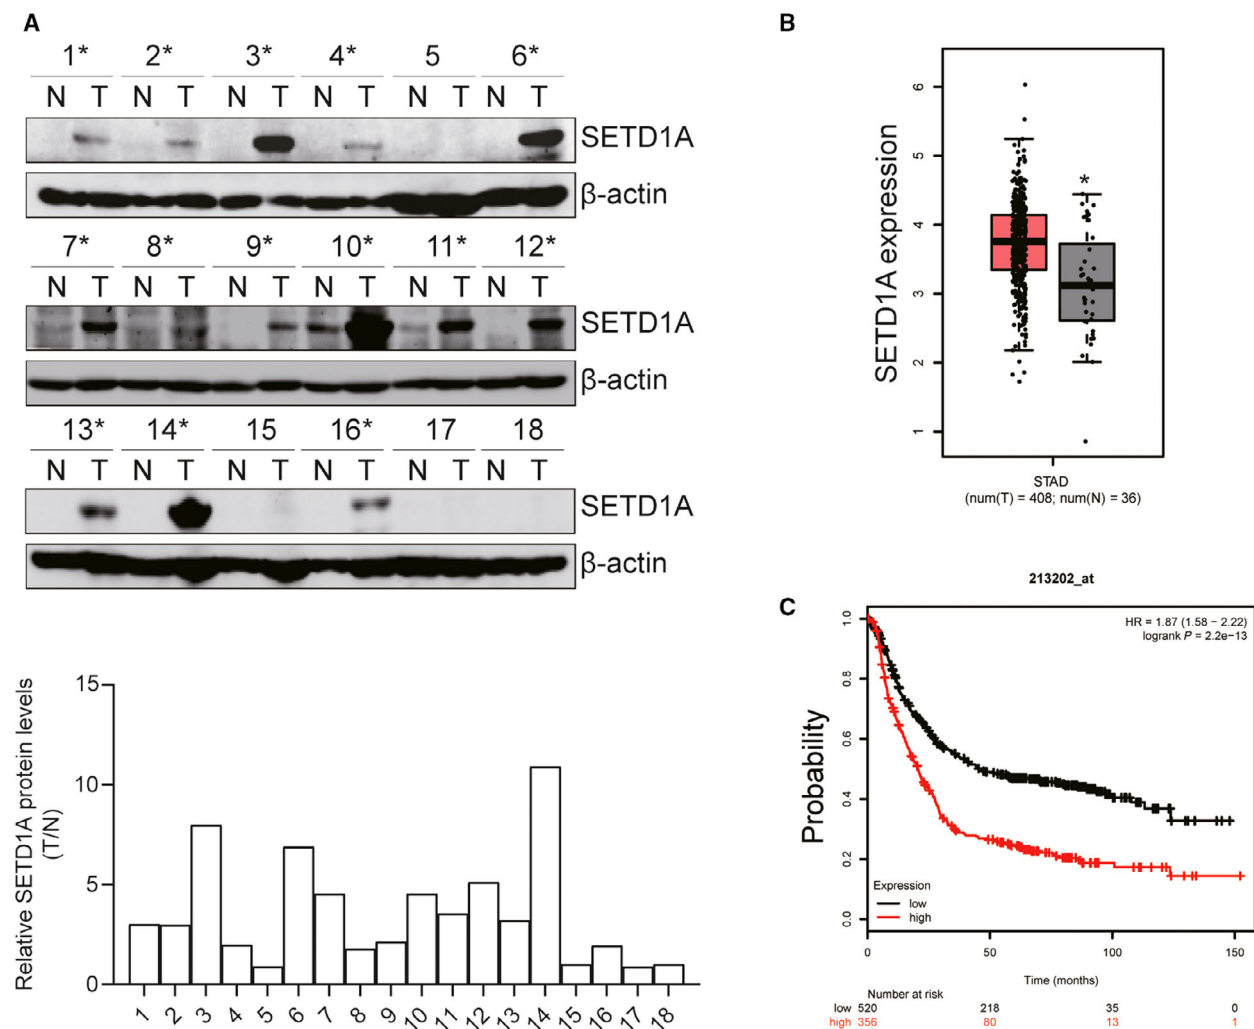 A
1* 2* 3* 4* 5 6*
N T N T N T N T N T N T
SETD1A
β-actin
7* 8* 9* 10* 11* 12*
N T N T N T N T N T N T
SETD1A
β-actin
13* 14* 15 16* 17 18
N T N T N T N T N T N T
SETD1A
β-actin
Relative SETD1A protein levels
(T/N)
15
10
5
0
1 2 3 4 5 6 7 8 9 10 11 12 13 14 15 16 17 18
B
SETD1A expression
6
5
4
3
2
1
*
STAD
(num(T) = 408; num(N) = 36)
C
213202_at
HR = 1.87 (1.58 − 2.22)
logrank P = 2.2e−13
Probability
1.0
0.8
0.6
0.4
0.2
0.0
Expression
low
high
0 50 100 150
Time (months)
Number at risk
low 520 218 35 0
high 356 80 13 1